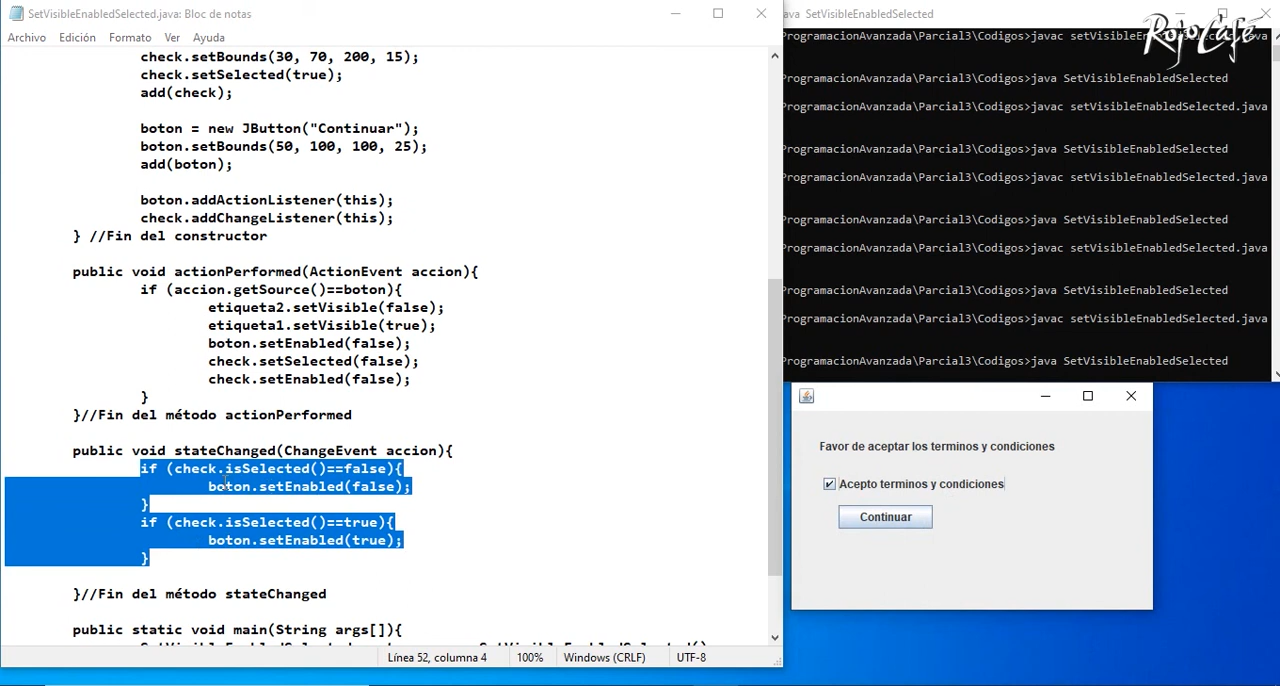 SetVisibleEnabledSelected.java: Bloc de notas
Archivo Edición Formato Ver Ayuda
check.setBounds(30, 70, 200, 15);
check.setSelected(true);
add(check);
boton = new JButton("Continuar");
boton.setBounds(50, 100, 100, 25);
add(boton);
boton.addActionListener(this);
check.addChangeListener(this);
} //Fin del constructor
public void actionPerformed(ActionEvent accion){
if (accion.getSource()==boton){
etiqueta2.setVisible(false);
etiqueta1.setVisible(true);
boton.setEnabled(false);
check.setSelected(false);
check.setEnabled(false);
}
}//Fin del método actionPerformed
public void stateChanged(ChangeEvent accion){
if (check.isSelected()==false){
boton.setEnabled(false);
}
if (check.isSelected()==true){
boton.setEnabled(true);
}
}//Fin del método stateChanged
public static void main(String args[]){
Línea 52, columna 4 100% Windows (CRLF) UTF-8
java SetVisibleEnabledSelected
RojoCafé
ProgramacionAvanzada\Parcial3\Codigos>javac
ProgramacionAvanzada\Parcial3\Codigos>java SetVisibleEnabledSelected
ProgramacionAvanzada\Parcial3\Codigos>javac setVisibleEnabledSelected.java
ProgramacionAvanzada\Parcial3\Codigos>java SetVisibleEnabledSelected
ProgramacionAvanzada\Parcial3\Codigos>javac setVisibleEnabledSelected.java
ProgramacionAvanzada\Parcial3\Codigos>java SetVisibleEnabledSelected
ProgramacionAvanzada\Parcial3\Codigos>javac setVisibleEnabledSelected.java
ProgramacionAvanzada\Parcial3\Codigos>java SetVisibleEnabledSelected
ProgramacionAvanzada\Parcial3\Codigos>javac setVisibleEnabledSelected.java
ProgramacionAvanzada\Parcial3\Codigos>java SetVisibleEnabledSelected
Favor de aceptar los terminos y condiciones
Acepto terminos y condiciones
Continuar